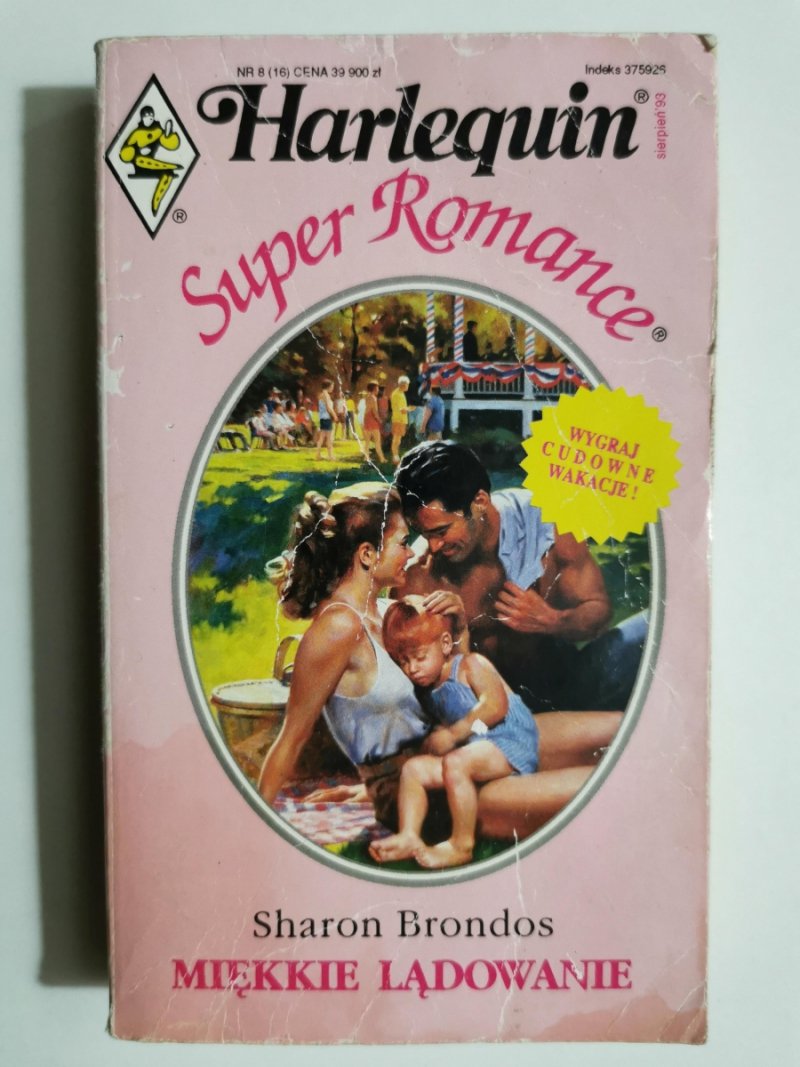 NR 8 (16) CENA 39 900 zł
Indeks 375926
Harlequin®
sierpień'93
®
Super Romance®
WYGRAJ
CUDOWNE
WAKACJE!
Sharon Brondos
MIĘKKIE LĄDOWANIE